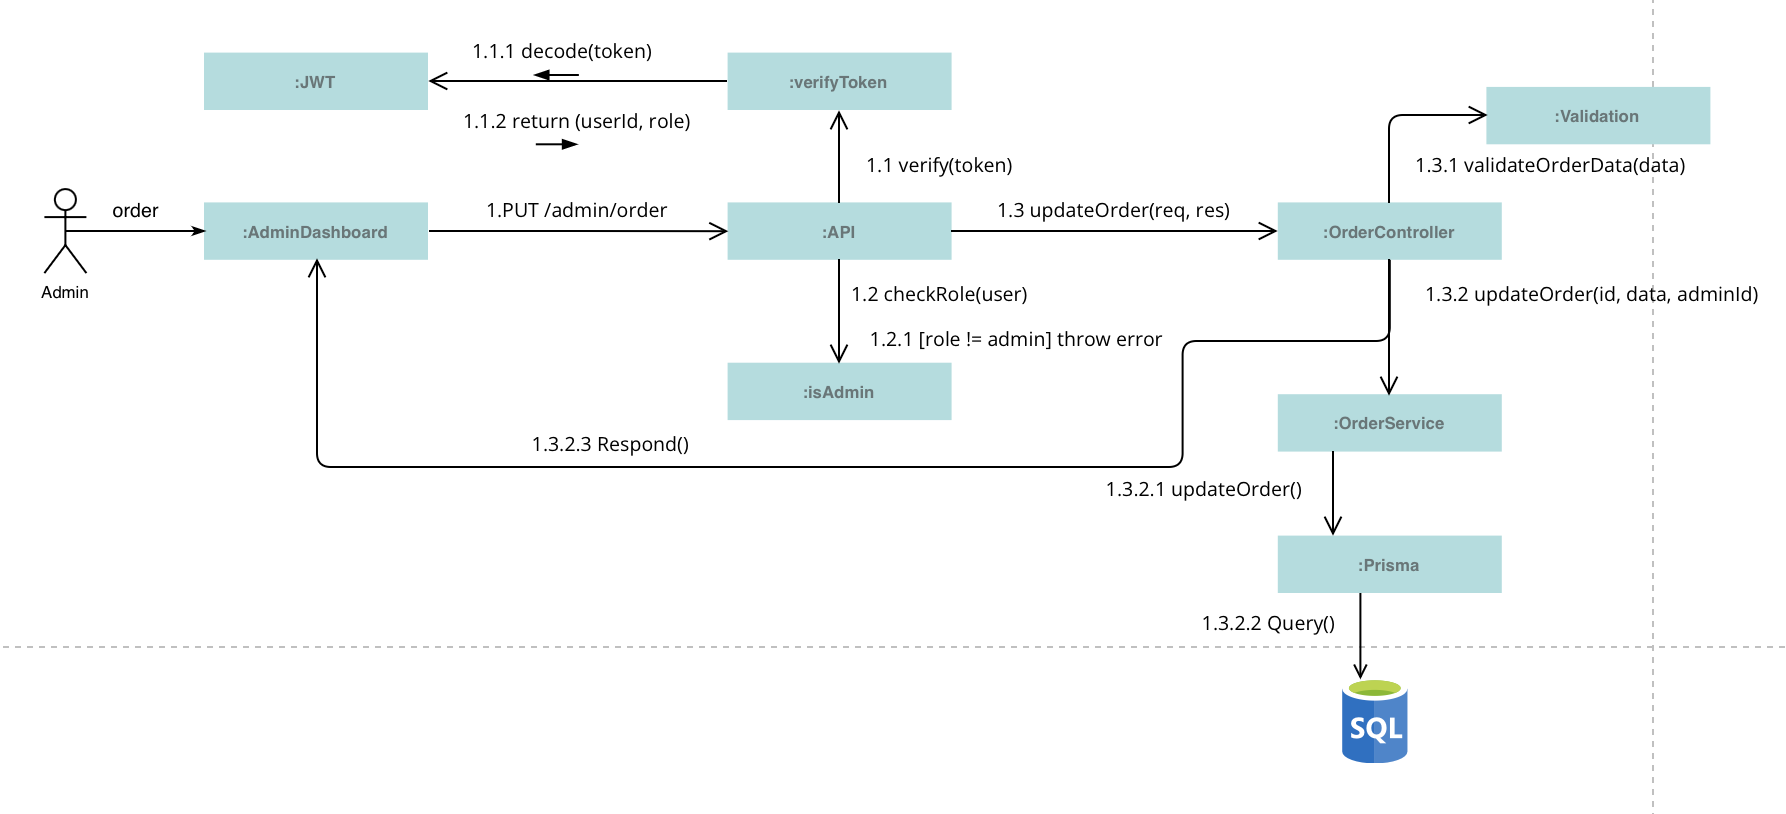 1.1.1 decode(token)
:JWT
:verifyToken
:Validation
1.1.2 return (userId, role)
1.1 verify(token)
1.3.1 validateOrderData(data)
order
1.PUT /admin/order
1.3 updateOrder(req, res)
:AdminDashboard
:API
:OrderController
Admin
1.2 checkRole(user)
1.3.2 updateOrder(id, data, adminId)
1.2.1 [role != admin] throw error
:isAdmin
:OrderService
1.3.2.3 Respond()
1.3.2.1 updateOrder()
:Prisma
1.3.2.2 Query()
SQL